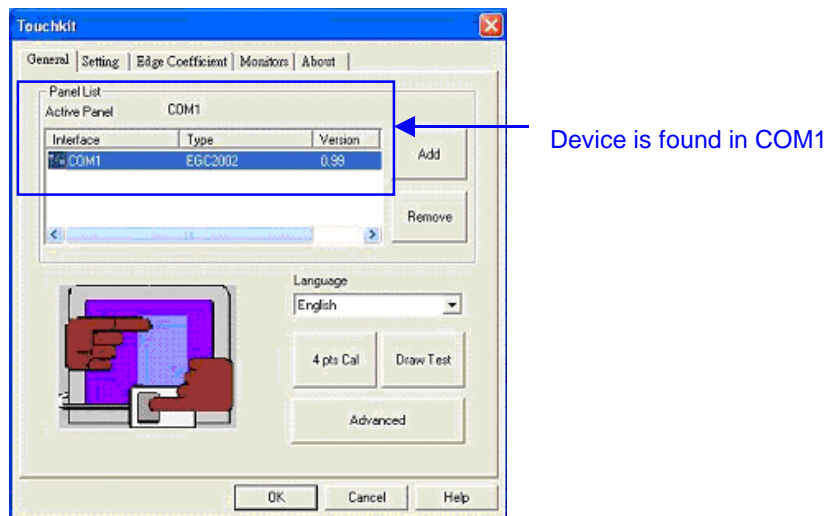 Touchkit
General Setting Edge Coefficient Monitors About
Panel List
Active Panel COM1
Interface Type Version
COM1 EGC2002 0.99
Add
Remove
Device is found in COM1
Language
English
4 pts Cal Draw Test
Advanced
OK Cancel Help